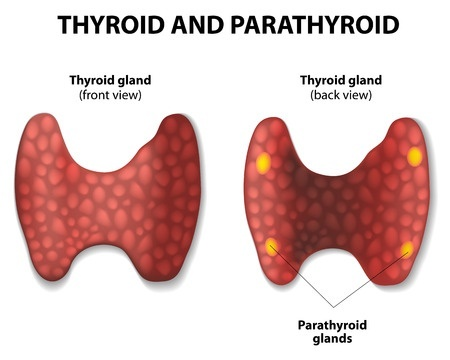 THYROID AND PARATHYROID
Thyroid gland
(front view)
Thyroid gland
(back view)
Parathyroid
glands